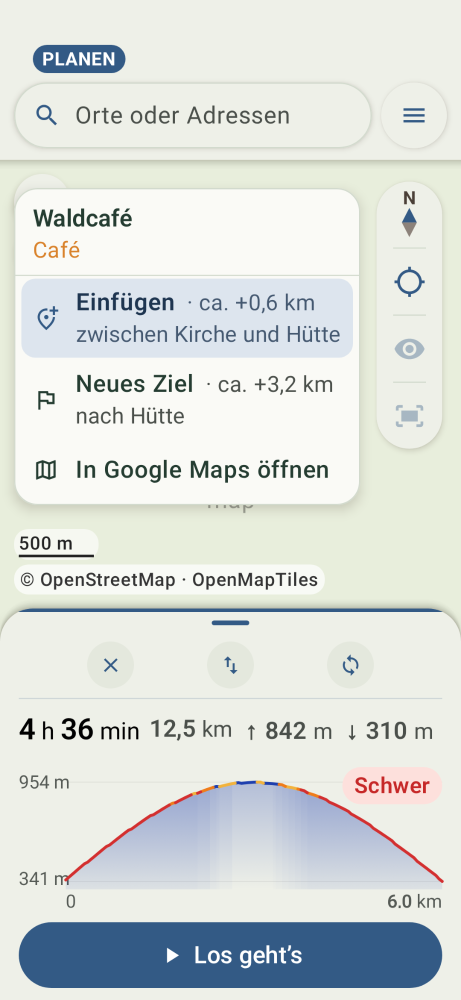 PLANEN
Orte oder Adressen
N
Waldcafé
Café
Einfügen · ca. +0,6 km
zwischen Kirche und Hütte
Neues Ziel · ca. +3,2 km
nach Hütte
In Google Maps öffnen
map
500 m
© OpenStreetMap · OpenMapTiles
4 h 36 min 12,5 km ↑ 842 m ↓ 310 m
954 m
Schwer
341 m
0 6.0 km
Los geht’s